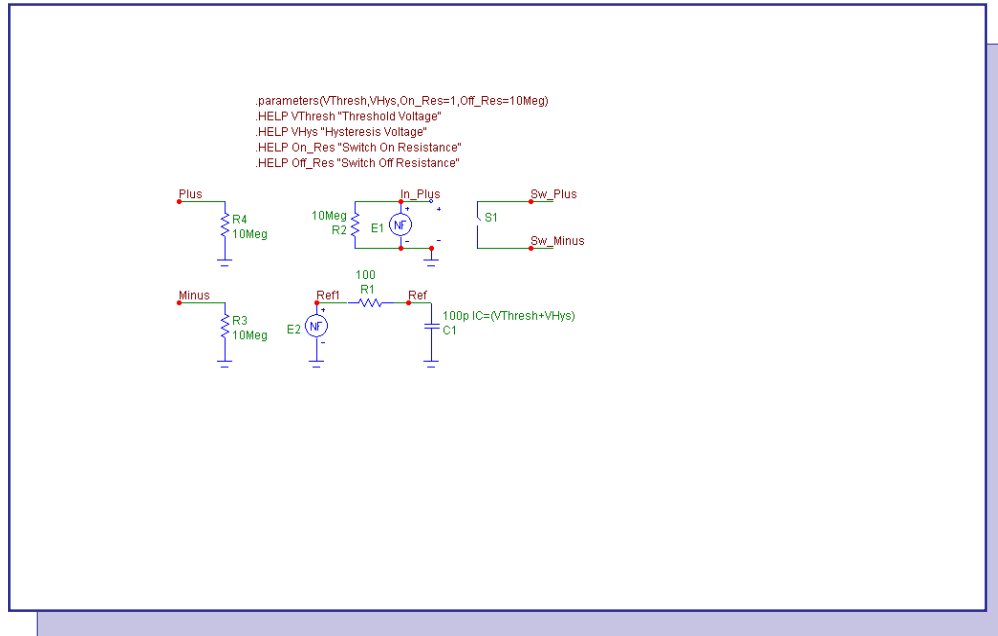 .parameters(VThresh,VHys,On_Res=1,Off_Res=10Meg)
.HELP VThresh "Threshold Voltage"
.HELP VHys "Hysteresis Voltage"
.HELP On_Res "Switch On Resistance"
.HELP Off_Res "Switch Off Resistance"
Plus
R4
10Meg
In_Plus
10Meg
R2
E1
NF
+
-
+
-
S1
Sw_Plus
Sw_Minus
Minus
R3
10Meg
Ref1
E2
NF
+
-
100
R1
Ref
100p IC=(VThresh+VHys)
C1